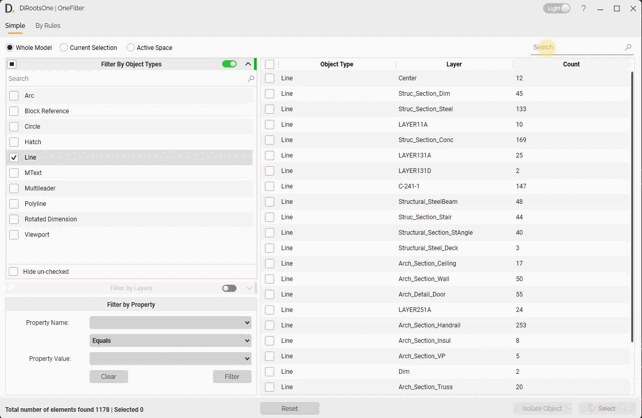 DiRootsOne | OneFilter
Light
Simple
By Rules
Whole Model
Current Selection
Active Space
Search
Filter By Object Types
Search
Arc
Block Reference
Circle
Hatch
Line
MText
Multileader
Polyline
Rotated Dimension
Viewport
Hide un-checked
Filter by Layers
Filter by Property
Property Name:
Equals
Property Value:
Clear
Filter
Object Type Layer Count
Line Center 12
Line Struc_Section_Dim 45
Line Struc_Section_Steel 133
Line LAYER11A 10
Line Struc_Section_Conc 169
Line LAYER131A 25
Line LAYER131D 2
Line C-241-1 147
Line Structural_SteelBeam 48
Line Struc_Section_Stair 44
Line Structural_Section_StAngle 40
Line Structural_Steel_Deck 3
Line Arch_Section_Ceiling 17
Line Arch_Section_Wall 50
Line Arch_Detail_Door 55
Line LAYER251A 24
Line Arch_Section_Handrail 253
Line Arch_Section_Insul 8
Line Arch_Section_VP 5
Line Dim 2
Line Arch_Section_Truss 20
Total number of elements found 1178 | Selected 0
Reset
Isolate Object
Select